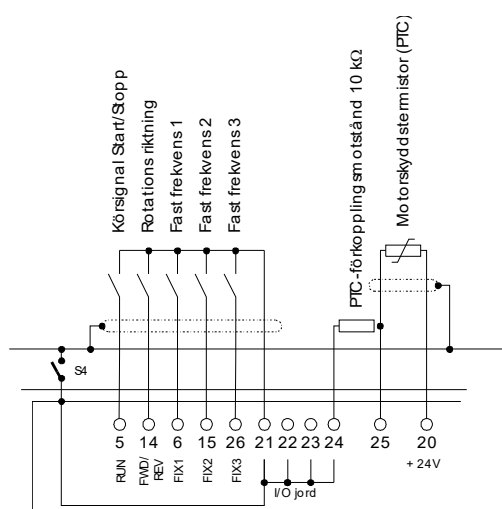 Körsignal Start/Stopp
Rotationsriktning
Fast frekvens 1
Fast frekvens 2
Fast frekvens 3
PTC-förkopplingsmotstånd 10 kΩ
Motorskyddstermistor (PTC)
S4
5
14
6
15
26
21
22
23
24
25
20
RUN
FWD/
REV
FIX1
FIX2
FIX3
+ 24V
I/O jord